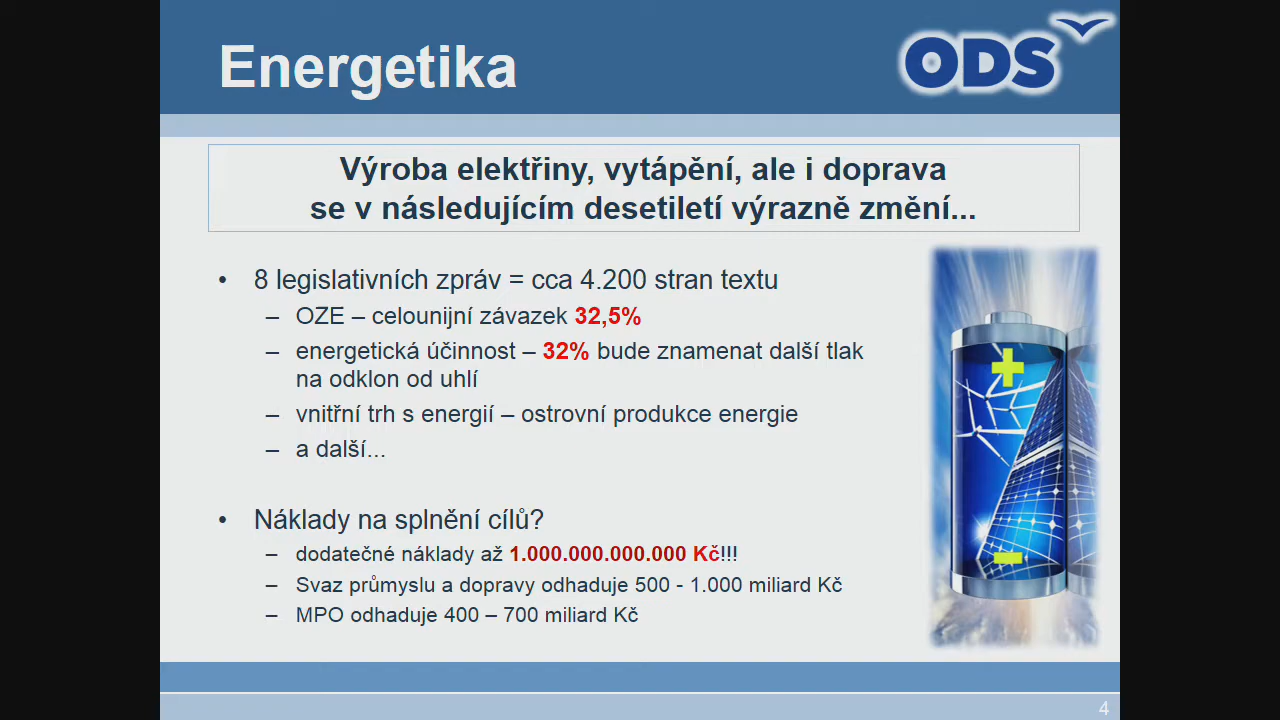 Energetika
ODS
Výroba elektřiny, vytápění, ale i doprava
se v následujícím desetiletí výrazně změní...
• 8 legislativních zpráv = cca 4.200 stran textu
– OZE – celounijní závazek 32,5%
– energetická účinnost – 32% bude znamenat další tlak
na odklon od uhlí
– vnitřní trh s energií – ostrovní produkce energie
– a další...
• Náklady na splnění cílů?
– dodatečné náklady až 1.000.000.000.000 Kč!!!
– Svaz průmyslu a dopravy odhaduje 500 - 1.000 miliard Kč
– MPO odhaduje 400 – 700 miliard Kč
4